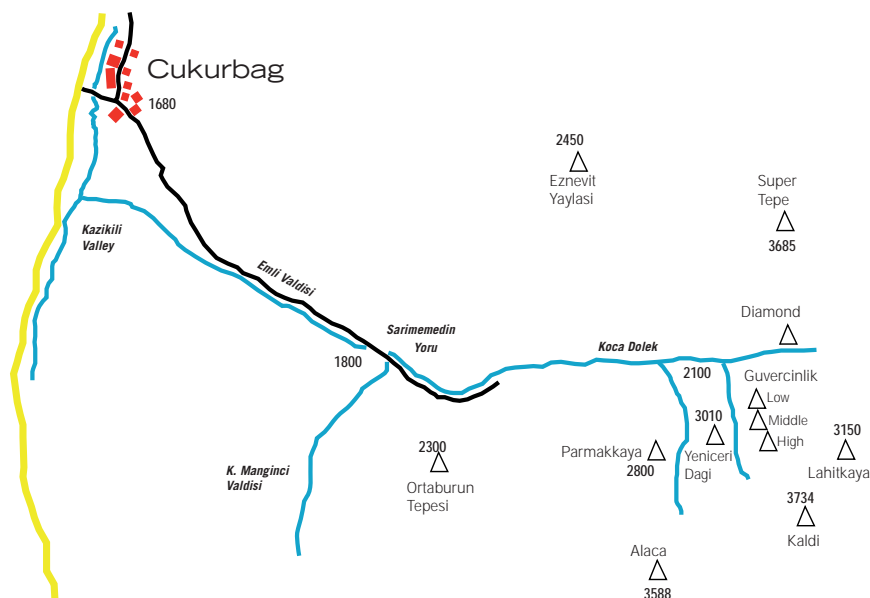 Cukurbag
1680
2450
Eznevit
Yaylasi
Super
Tepe
3685
Kazikili
Valley
Emli Valdisi
Sarimemedin
Yoru
Diamond
Koca Dolek
1800
2100
Guvercinlik
Low
Middle
High
3010
Yeniceri
Dagi
Parmakkaya
2800
3150
Lahitkaya
2300
Ortaburun
Tepesi
K. Manginci
Valdisi
3734
Kaldi
Alaca
3588